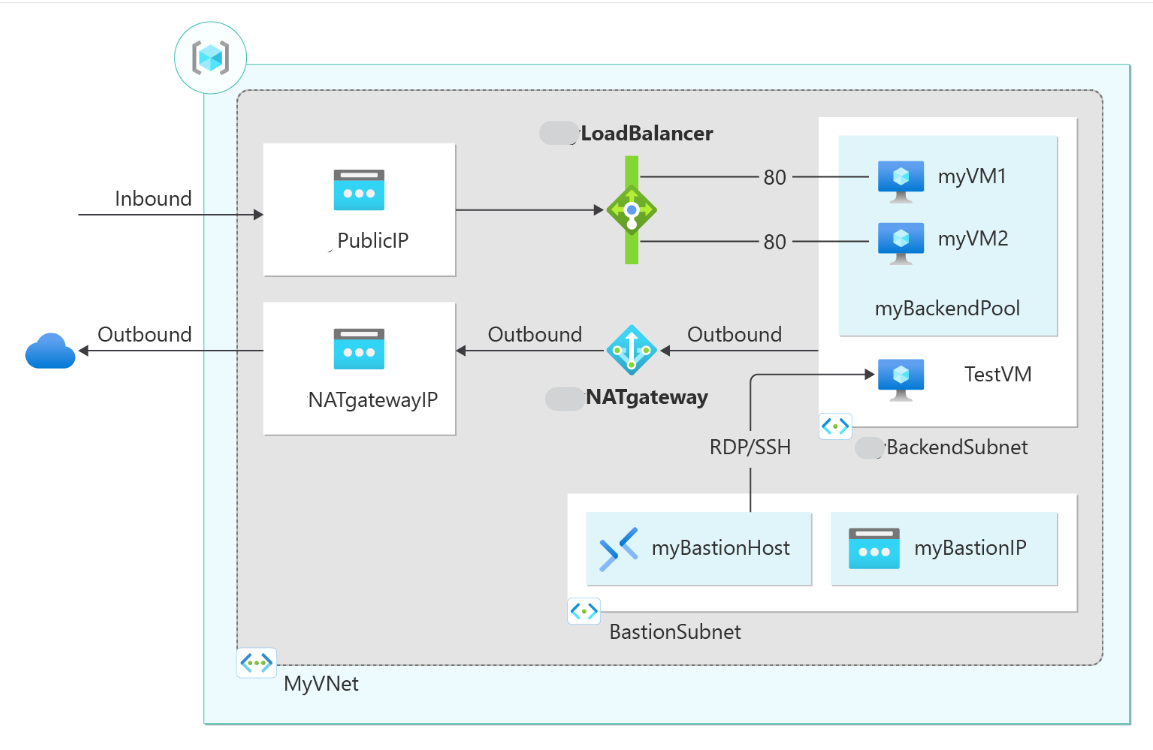 LoadBalancer
Inbound
PublicIP
80
myVM1
80
myVM2
myBackendPool
Outbound
Outbound
Outbound
NATgatewayIP
NATgateway
TestVM
RDP/SSH
BackendSubnet
myBastionHost
myBastionIP
BastionSubnet
MyVNet